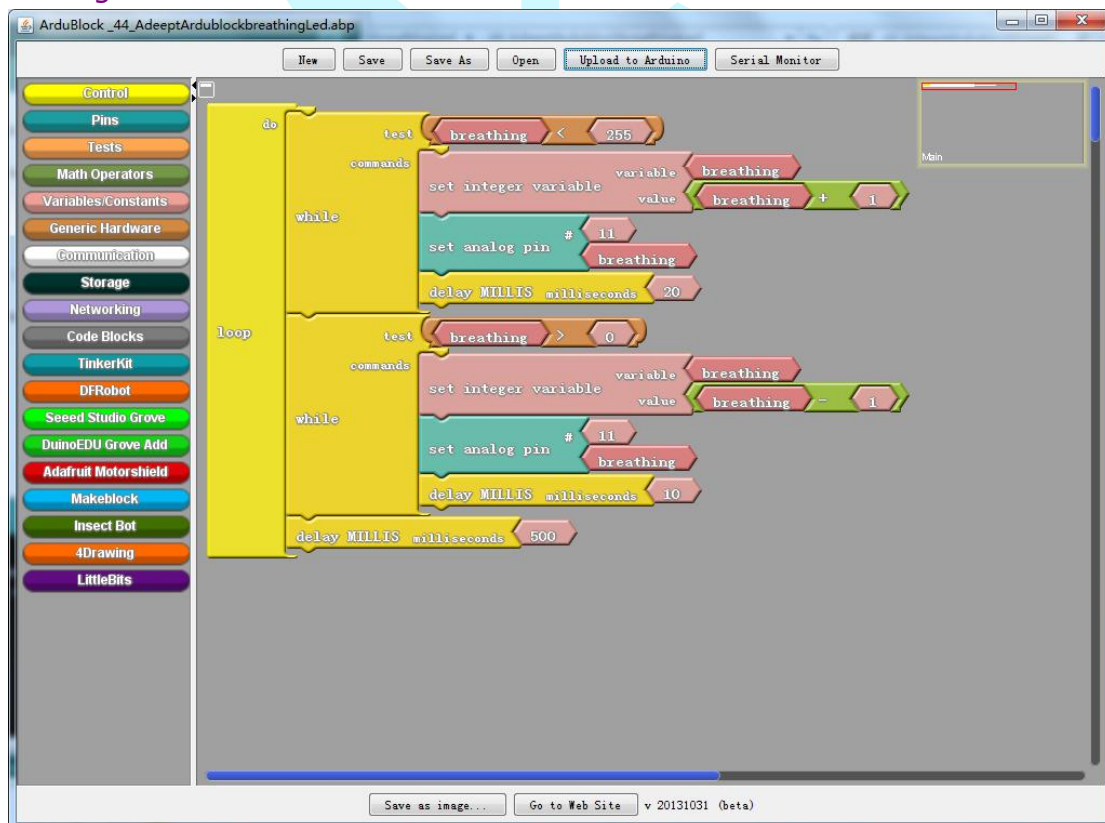 ArduBlock _44_AdeeptArdublockbreathingLed.abp
New Save Save As Open Upload to Arduino Serial Monitor
Control
Pins
Tests
Math Operators
Variables/Constants
Generic Hardware
Communication
Storage
Networking
Code Blocks
TinkerKit
DFRobot
Seeed Studio Grove
DuinoEDU Grove Add
Adafruit Motorshield
Makeblock
Insect Bot
4Drawing
LittleBits
loop
do
while
test breathing < 255
commands
set integer variable
variable breathing
value breathing + 1
set analog pin # 11
breathing
delay MILLIS milliseconds 20
while
test breathing > 0
commands
set integer variable
variable breathing
value breathing - 1
set analog pin # 11
breathing
delay MILLIS milliseconds 10
delay MILLIS milliseconds 500
Main
Save as image... Go to Web Site v 20131031 (beta)